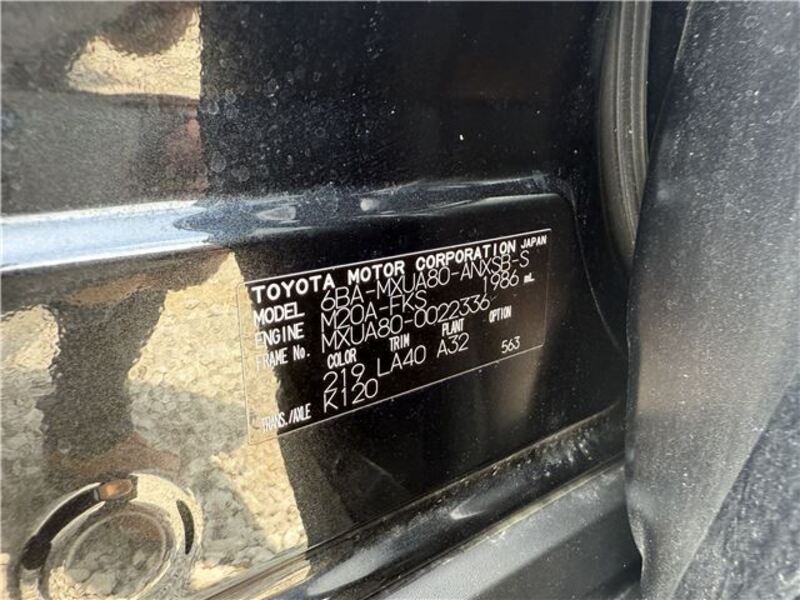 TOYOTA MOTOR CORPORATION JAPAN
MODEL 6BA-MXUA80-ANXSB-S
ENGINE M20A-FKS 1986 mL
FRAME No. MXUA80-0022336
COLOR TRIM PLANT OPTION
219 LA40 A32 563
TRANS./AXLE K120